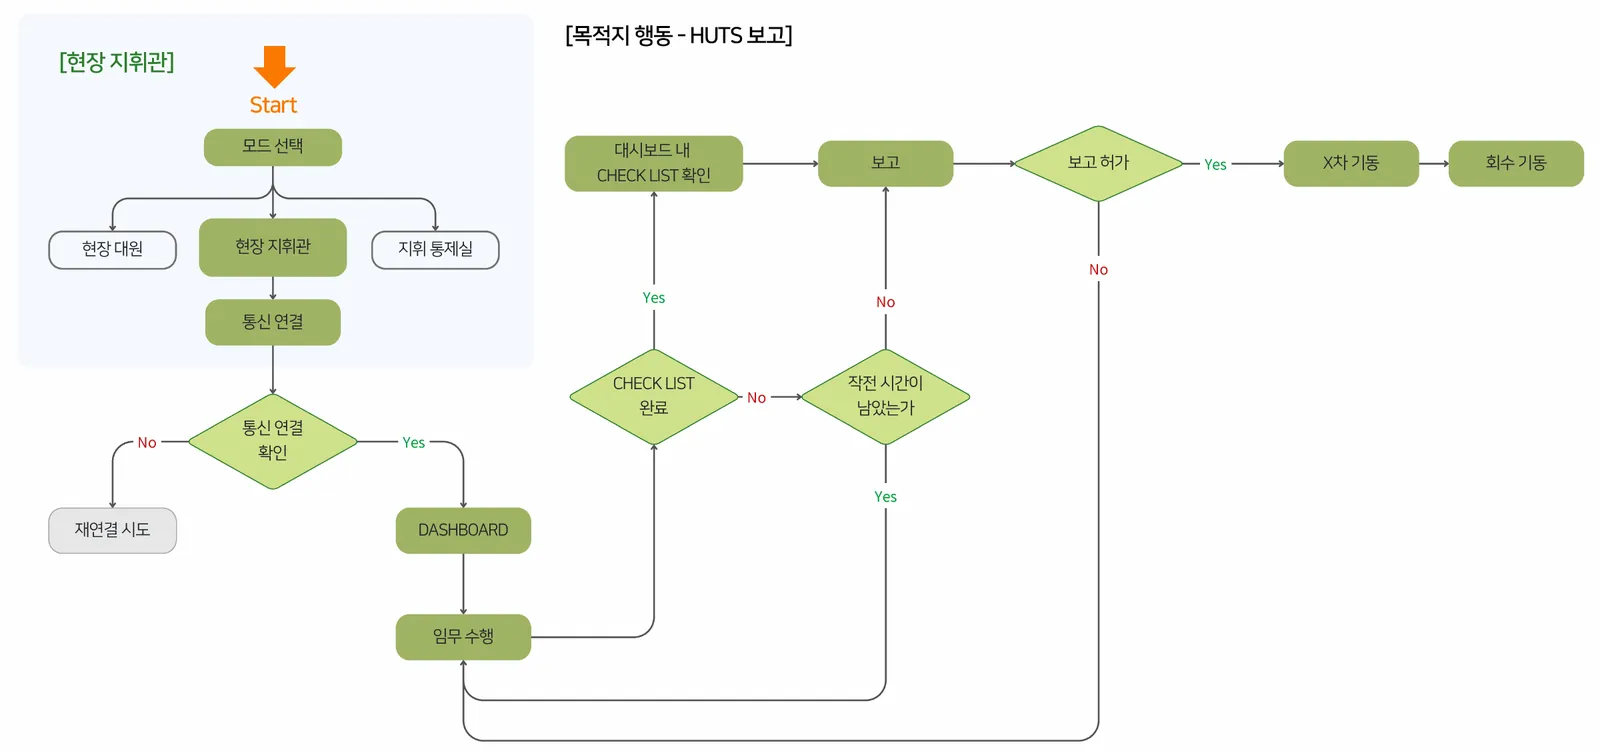 [현장 지휘관]
Start
모드 선택
현장 대원
현장 지휘관
지휘 통제실
통신 연결
통신 연결
확인
No
Yes
재연결 시도
DASHBOARD
임무 수행
[목적지 행동 - HUTS 보고]
대시보드 내
CHECK LIST 확인
보고
보고 허가
Yes
X차 기동
회수 기동
No
Yes
No
CHECK LIST
완료
No
작전 시간이
남았는가
Yes